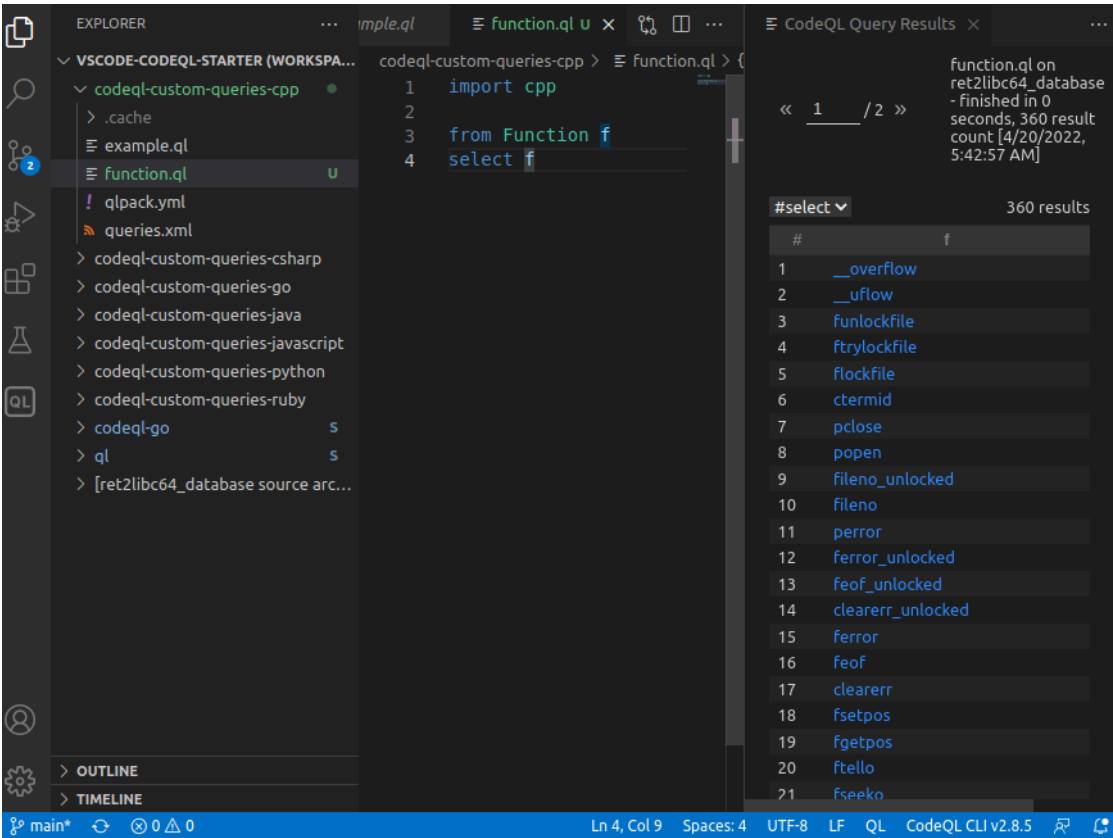 EXPLORER
VSCODE-CODEQL-STARTER (WORKSPA...
codeql-custom-queries-cpp
.cache
example.ql
function.ql U
! qlpack.yml
queries.xml
codeql-custom-queries-csharp
codeql-custom-queries-go
codeql-custom-queries-java
codeql-custom-queries-javascript
codeql-custom-queries-python
codeql-custom-queries-ruby
codeql-go S
ql S
[ret2libc64_database source arc...
OUTLINE
TIMELINE
2
QL
mple.ql
function.ql U
codeql-custom-queries-cpp > function.ql > {
1 import cpp
2
3 from Function f
4 select f
CodeQL Query Results
« 1 / 2 »
function.ql on
ret2libc64_database
- finished in 0
seconds, 360 result
count [4/20/2022,
5:42:57 AM]
#select 360 results
# f
1 __overflow
2 __uflow
3 funlockfile
4 ftrylockfile
5 flockfile
6 ctermid
7 pclose
8 popen
9 fileno_unlocked
10 fileno
11 perror
12 ferror_unlocked
13 feof_unlocked
14 clearerr_unlocked
15 ferror
16 feof
17 clearerr
18 fsetpos
19 fgetpos
20 ftello
21 fseeko
main* 0 0 Ln 4, Col 9 Spaces: 4 UTF-8 LF QL CodeQL CLI v2.8.5